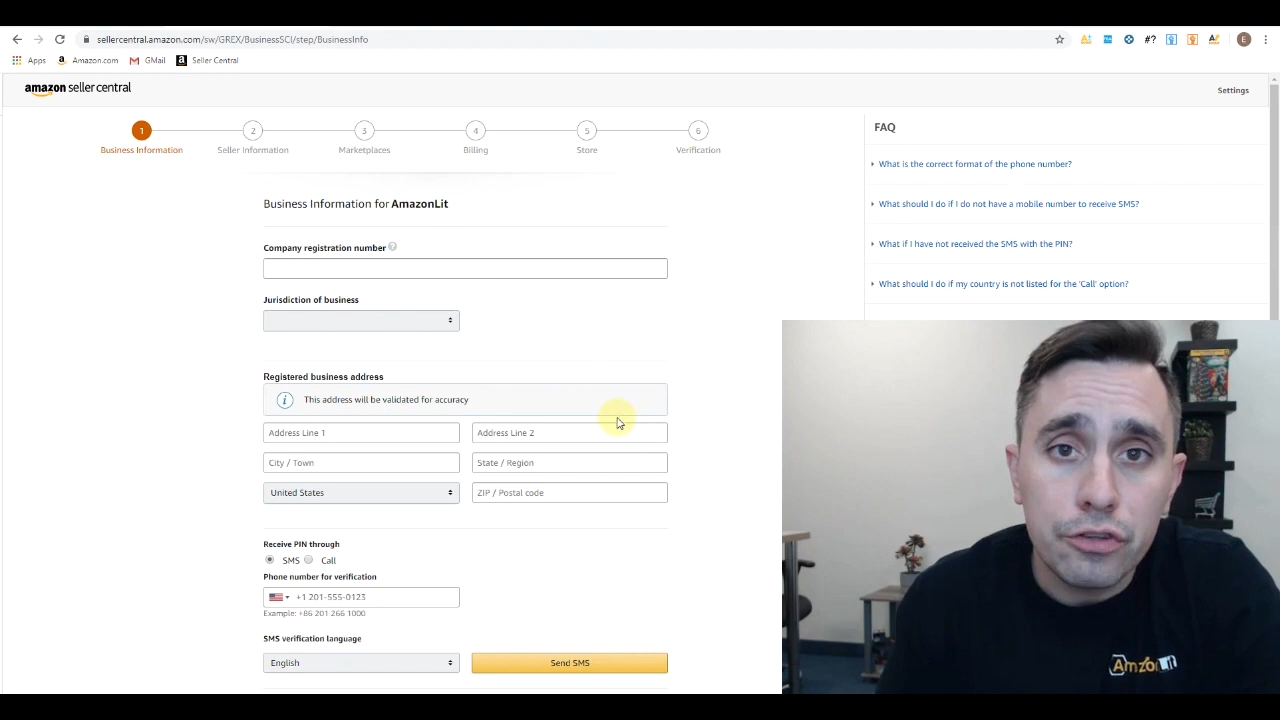 sellercentral.amazon.com/sw/GREX/BusinessSCI/step/BusinessInfo
#? E
Apps Amazon.com GMail Seller Central
amazon seller central Settings
1 2 3 4 5 6
Business Information Seller Information Marketplaces Billing Store Verification
FAQ
What is the correct format of the phone number?
What should I do if I do not have a mobile number to receive SMS?
What if I have not received the SMS with the PIN?
What should I do if my country is not listed for the 'Call' option?
Business Information for AmazonLit
Company registration number ?
Jurisdiction of business
Registered business address
i This address will be validated for accuracy
Address Line 1 Address Line 2
City / Town State / Region
United States ZIP / Postal code
Receive PIN through
SMS Call
Phone number for verification
+1 201-555-0123
Example: +86 201 266 1000
SMS verification language
English Send SMS